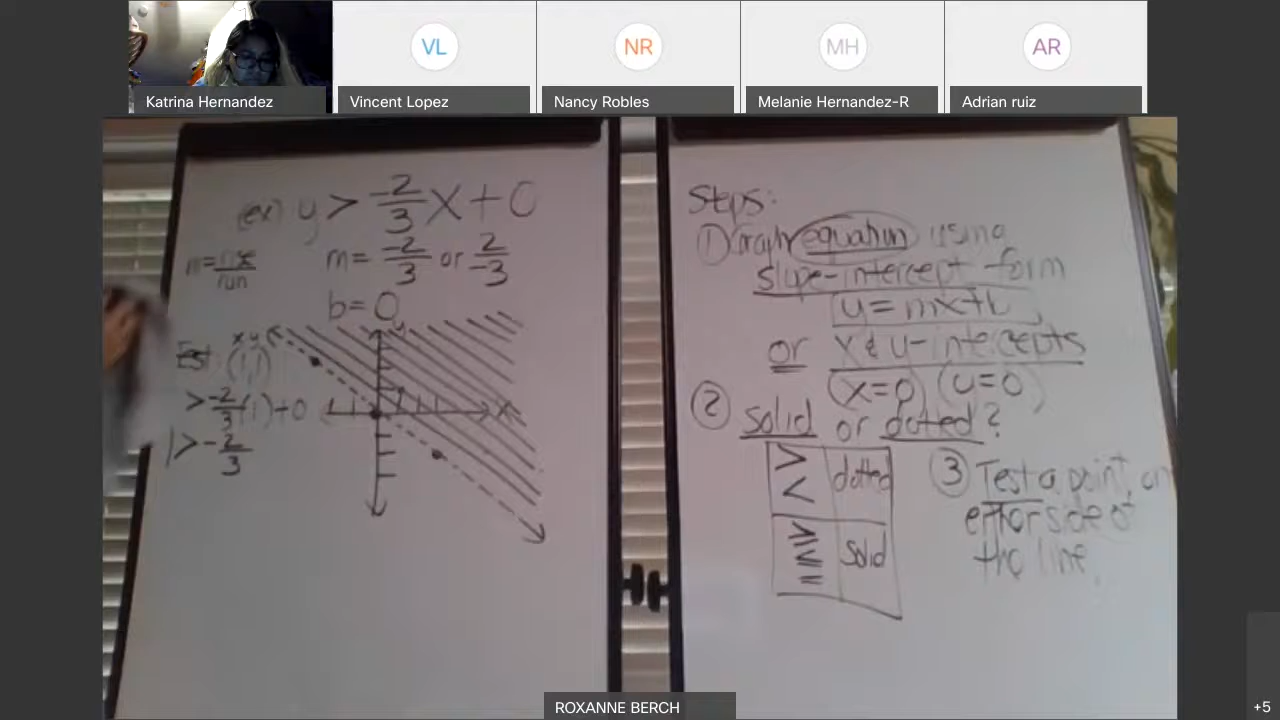 VL
NR
MH
AR
Katrina Hernandez
Vincent Lopez
Nancy Robles
Melanie Hernandez-R
Adrian ruiz
(ex) y > -2/3 x + 0
m = rise/run
m = -2/3 or 2/-3
b = 0
y
x y
Test (1,1)
> -2/3 (1) + 0
1 > -2/3
x
Steps:
① Graph equation using
slope-intercept form
y = mx + b
or x & y-intercepts
(x=0) (y=0)
② solid or dotted?
> dotted
<
≥ solid
≤
=
③ Test a point on
side of
the line.
ROXANNE BERCH
+5